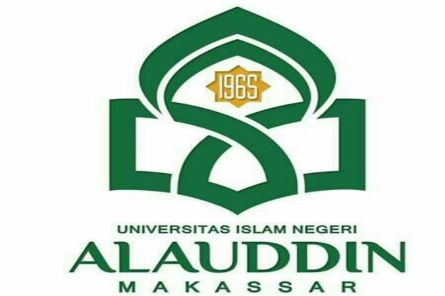 1965
UNIVERSITAS ISLAM NEGERI
ALAUDDIN
MAKASSAR